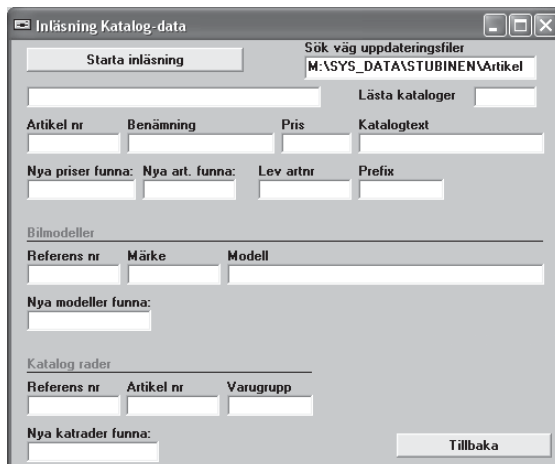 Inläsning Katalog-data
Starta inläsning
Sök väg uppdateringsfiler
M:\SYS_DATA\STUBINEN\Artikel
Lästa kataloger
Artikel nr Benämning Pris Katalogtext
Nya priser funna: Nya art. funna: Lev artnr Prefix
Bilmodeller
Referens nr Märke Modell
Nya modeller funna:
Katalog rader
Referens nr Artikel nr Varugrupp
Nya katrader funna:
Tillbaka